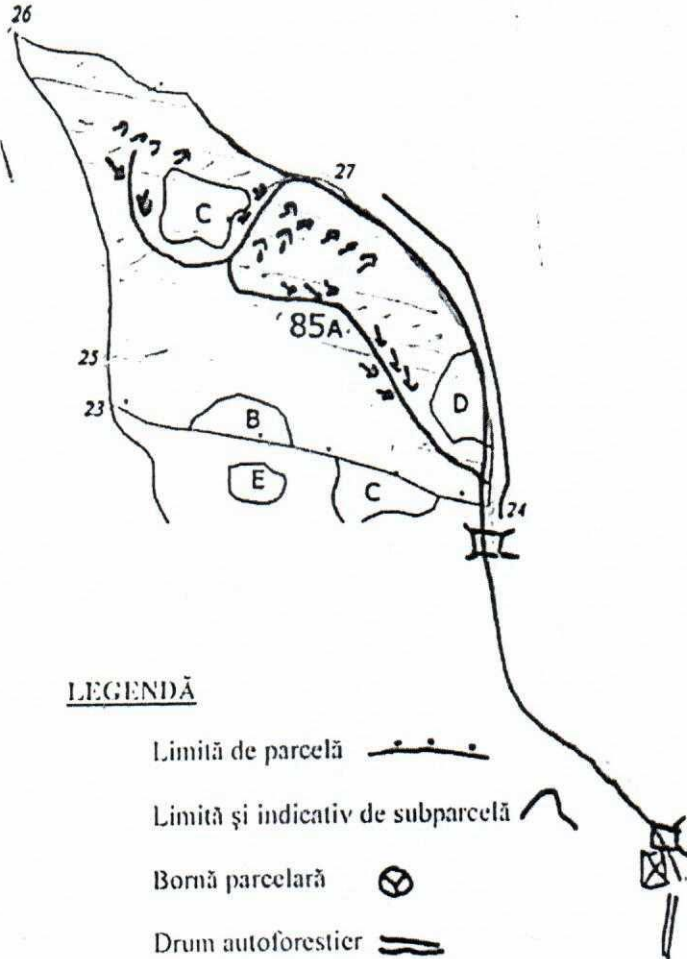 26
27
C
85A
25
D
23
B
E
C
24
LEGENDĂ
Limită de parcelă
Limită şi indicativ de subparcelă
Bornă parcelară
Drum autoforestier